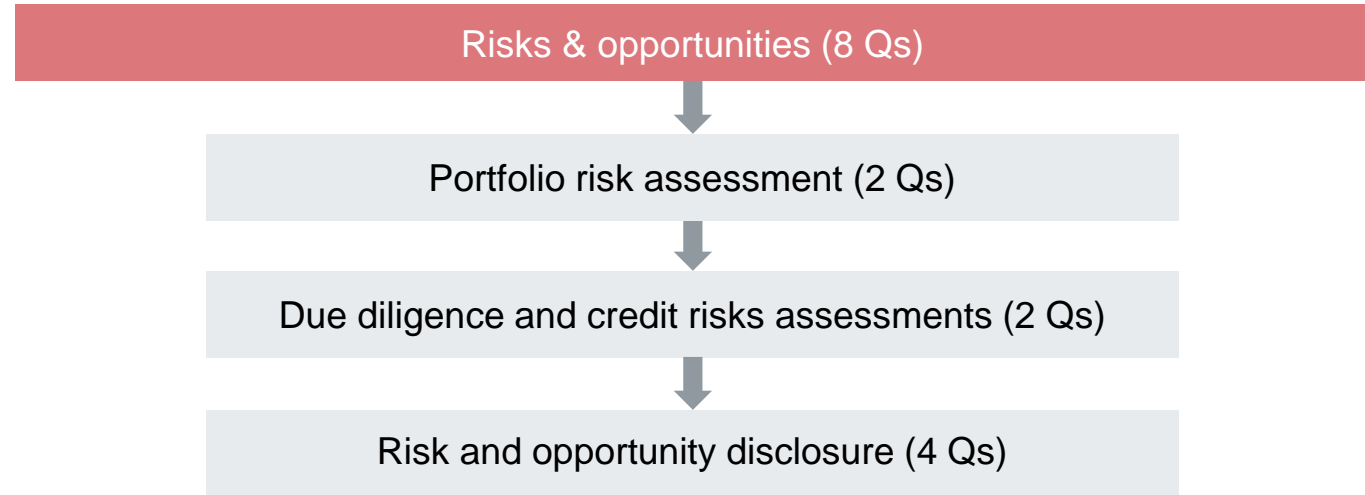 Risks & opportunities (8 Qs)
Portfolio risk assessment (2 Qs)
Due diligence and credit risks assessments (2 Qs)
Risk and opportunity disclosure (4 Qs)